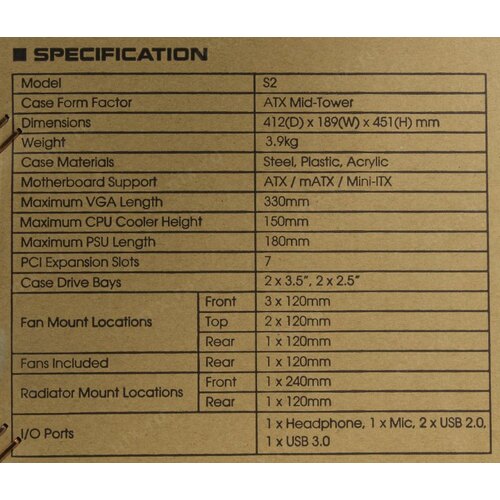 ■ SPECIFICATION
Model S2
Case Form Factor ATX Mid-Tower
Dimensions 412(D) x 189(W) x 451(H) mm
Weight 3.9kg
Case Materials Steel, Plastic, Acrylic
Motherboard Support ATX / mATX / Mini-ITX
Maximum VGA Length 330mm
Maximum CPU Cooler Height 150mm
Maximum PSU Length 180mm
PCI Expansion Slots 7
Case Drive Bays 2 x 3.5", 2 x 2.5"
Fan Mount Locations Front 3 x 120mm
Top 2 x 120mm
Rear 1 x 120mm
Fans Included Rear 1 x 120mm
Radiator Mount Locations Front 1 x 240mm
Rear 1 x 120mm
I/O Ports 1 x Headphone, 1 x Mic, 2 x USB 2.0,
1 x USB 3.0